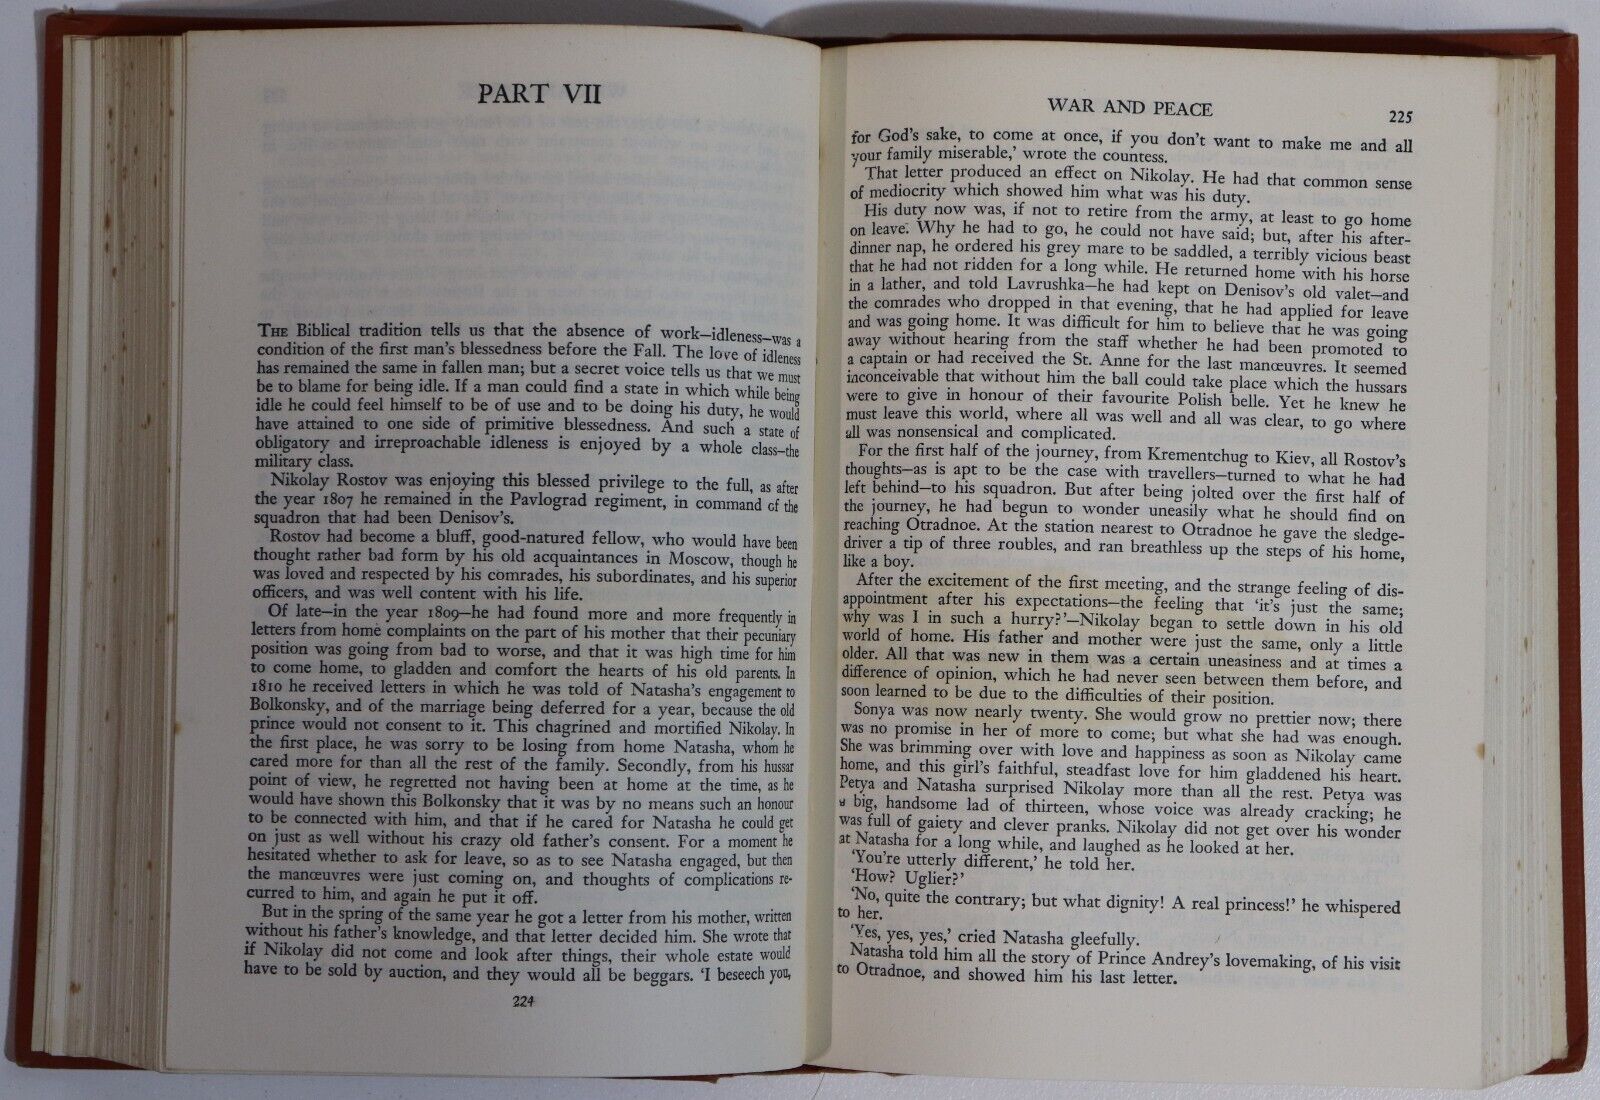 PART VII
THE Biblical tradition tells us that the absence of work—idleness—was a
condition of the first man's blessedness before the Fall. The love of idleness
has remained the same in fallen man; but a secret voice tells us that we must
be to blame for being idle. If a man could find a state in which while being
idle he could feel himself to be of use and to be doing his duty, he would
have attained to one side of primitive blessedness. And such a state of
obligatory and irreproachable idleness is enjoyed by a whole class—the
military class.
Nikolay Rostov was enjoying this blessed privilege to the full, as after
the year 1807 he remained in the Pavlograd regiment, in command of the
squadron that had been Denisov's.
Rostov had become a bluff, good-natured fellow, who would have been
thought rather bad form by his old acquaintances in Moscow, though he
was loved and respected by his comrades, his subordinates, and his superior
officers, and was well content with his life.
Of late—in the year 1809—he had found more and more frequently in
letters from home complaints on the part of his mother that their pecuniary
position was going from bad to worse, and that it was high time for him
to come home, to gladden and comfort the hearts of his old parents. In
1810 he received letters in which he was told of Natasha's engagement to
Bolkonsky, and of the marriage being deferred for a year, because the old
prince would not consent to it. This chagrined and mortified Nikolay. In
the first place, he was sorry to be losing from home Natasha, whom he
cared more for than all the rest of the family. Secondly, from his hussar
point of view, he regretted not having been at home at the time, as he
would have shown this Bolkonsky that it was by no means such an honour
to be connected with him, and that if he cared for Natasha he could get
on just as well without his crazy old father's consent. For a moment he
hesitated whether to ask for leave, so as to see Natasha engaged, but then
the manœuvres were just coming on, and thoughts of complications re-
curred to him, and again he put it off.
But in the spring of the same year he got a letter from his mother, written
without his father's knowledge, and that letter decided him. She wrote that
if Nikolay did not come and look after things, their whole estate would
have to be sold by auction, and they would all be beggars. 'I beseech you,
224
WAR AND PEACE 225
for God's sake, to come at once, if you don't want to make me and all
your family miserable,' wrote the countess.
That letter produced an effect on Nikolay. He had that common sense
of mediocrity which showed him what was his duty.
His duty now was, if not to retire from the army, at least to go home
on leave. Why he had to go, he could not have said; but, after his after-
dinner nap, he ordered his grey mare to be saddled, a terribly vicious beast
that he had not ridden for a long while. He returned home with his horse
in a lather, and told Lavrushka—he had kept on Denisov's old valet—and
the comrades who dropped in that evening, that he had applied for leave
and was going home. It was difficult for him to believe that he was going
away without hearing from the staff whether he had been promoted to
a captain or had received the St. Anne for the last manœuvres. It seemed
inconceivable that without him the ball could take place which the hussars
were to give in honour of their favourite Polish belle. Yet he knew he
must leave this world, where all was well and all was clear, to go where
all was nonsensical and complicated.
For the first half of the journey, from Krementchug to Kiev, all Rostov's
thoughts—as is apt to be the case with travellers—turned to what he had
left behind—to his squadron. But after being jolted over the first half of
the journey, he had begun to wonder uneasily what he should find on
reaching Otradnoe. At the station nearest to Otradnoe he gave the sledge-
driver a tip of three roubles, and ran breathless up the steps of his home,
like a boy.
After the excitement of the first meeting, and the strange feeling of dis-
appointment after his expectations—the feeling that 'it's just the same;
why was I in such a hurry?'—Nikolay began to settle down in his old
world of home. His father and mother were just the same, only a little
older. All that was new in them was a certain uneasiness and at times a
difference of opinion, which he had never seen between them before, and
soon learned to be due to the difficulties of their position.
Sonya was now nearly twenty. She would grow no prettier now; there
was no promise in her of more to come; but what she had was enough.
She was brimming over with love and happiness as soon as Nikolay came
home, and this girl's faithful, steadfast love for him gladdened his heart.
Petya and Natasha surprised Nikolay more than all the rest. Petya was
a big, handsome lad of thirteen, whose voice was already cracking; he
was full of gaiety and clever pranks. Nikolay did not get over his wonder
at Natasha for a long while, and laughed as he looked at her.
'You're utterly different,' he told her.
'How? Uglier?'
'No, quite the contrary; but what dignity! A real princess!' he whispered
to her.
'Yes, yes, yes,' cried Natasha gleefully.
Natasha told him all the story of Prince Andrey's lovemaking, of his visit
to Otradnoe, and showed him his last letter.